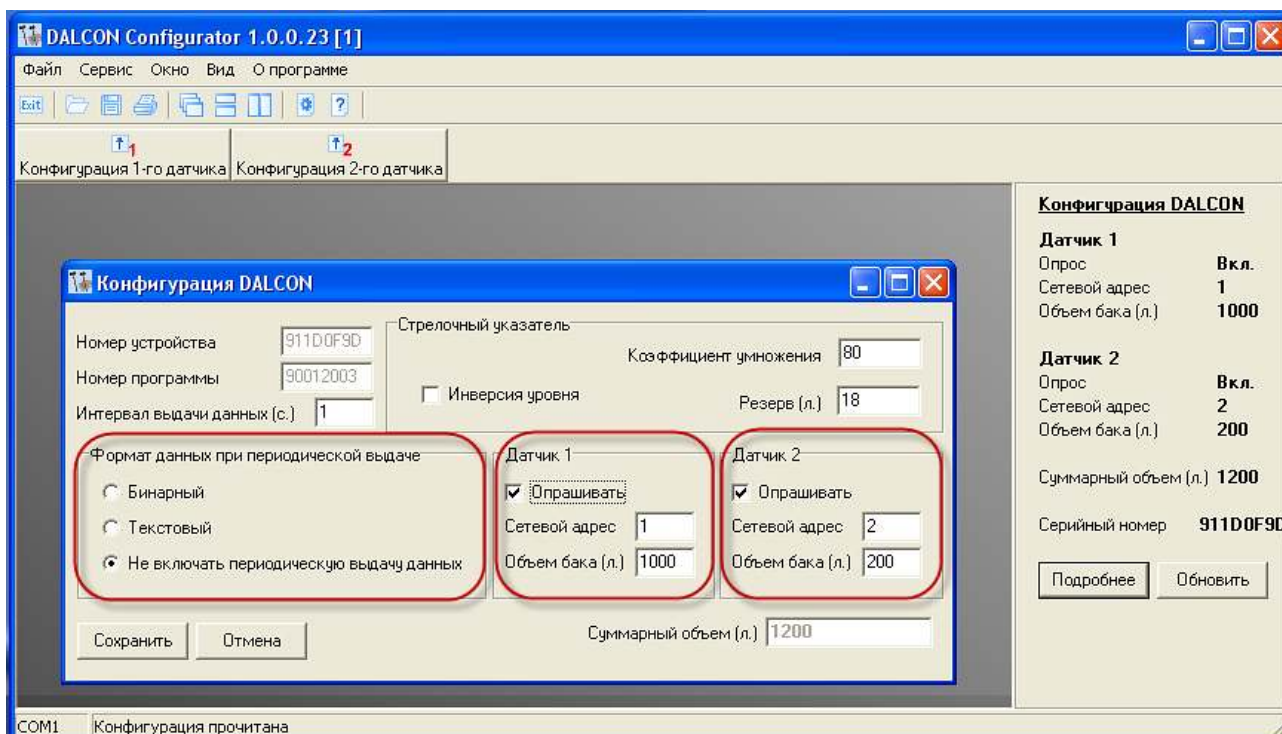 DALCON Configurator 1.0.0.23 [1]
Файл Сервис Окно Вид О программе
Exit
1
Конфигурация 1-го датчика
2
Конфигурация 2-го датчика
Конфигурация DALCON
Номер устройства 911D0F9D
Номер программы 90012003
Интервал выдачи данных (с.) 1
Стрелочный указатель
Коэффициент умножения 80
Инверсия уровня
Резерв (л.) 18
Формат данных при периодической выдаче
Бинарный
Текстовый
Не включать периодическую выдачу данных
Датчик 1
Опрашивать
Сетевой адрес 1
Объем бака (л.) 1000
Датчик 2
Опрашивать
Сетевой адрес 2
Объем бака (л.) 200
Сохранить Отмена
Суммарный объем (л.) 1200
Конфигурация DALCON
Датчик 1
Опрос Вкл.
Сетевой адрес 1
Объем бака (л.) 1000
Датчик 2
Опрос Вкл.
Сетевой адрес 2
Объем бака (л.) 200
Суммарный объем (л.) 1200
Серийный номер 911D0F9D
Подробнее Обновить
COM1 Конфигурация прочитана